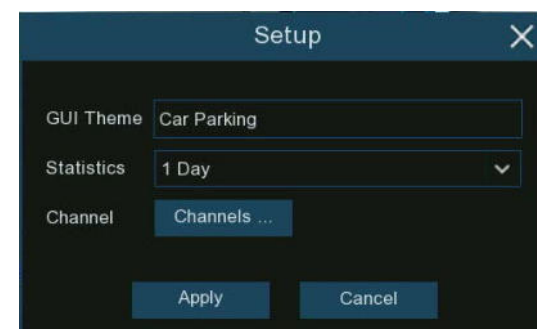 Setup
GUI Theme Car Parking
Statistics 1 Day
Channel Channels ...
Apply Cancel